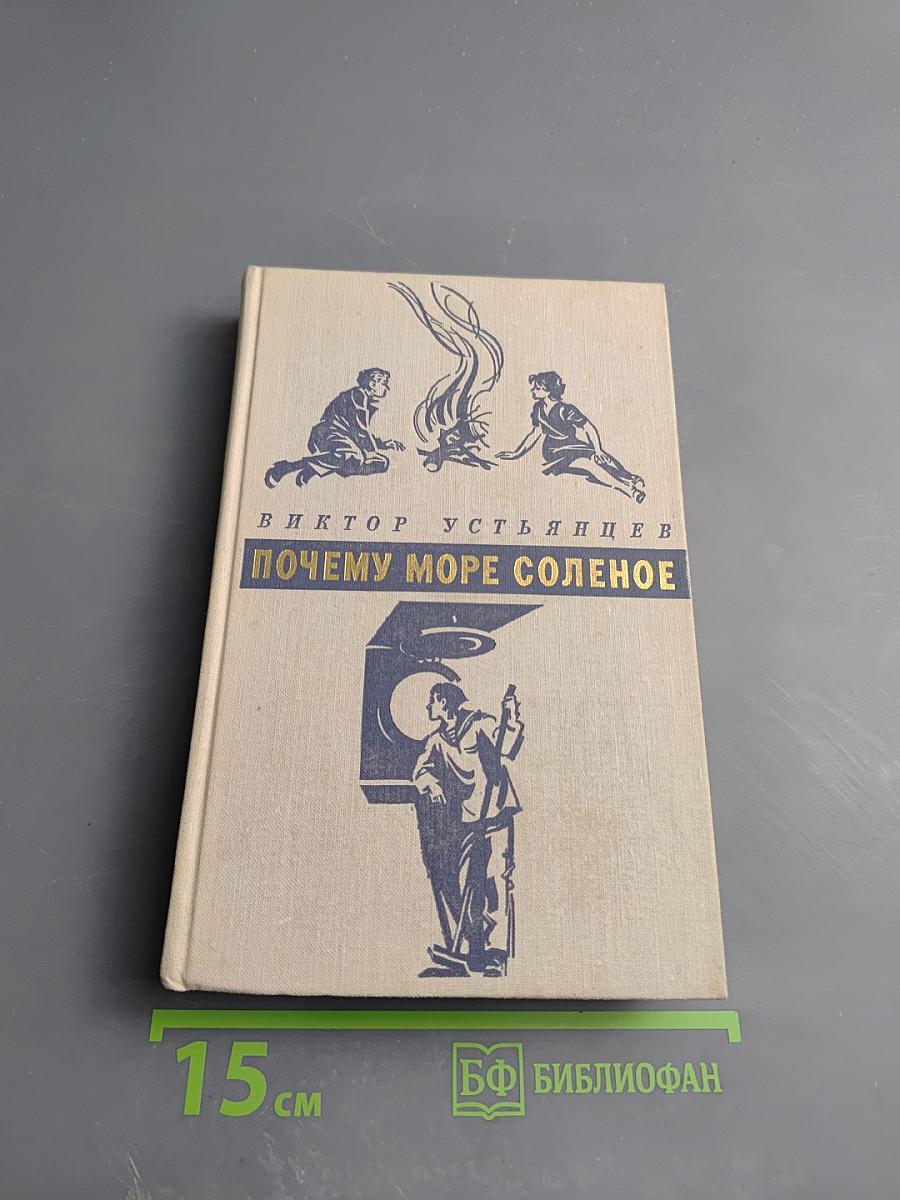 ВИКТОР УСТЬЯНЦЕВ
ПОЧЕМУ МОРЕ СОЛЕНОЕ
15 см
БФ БИБЛИОФАН